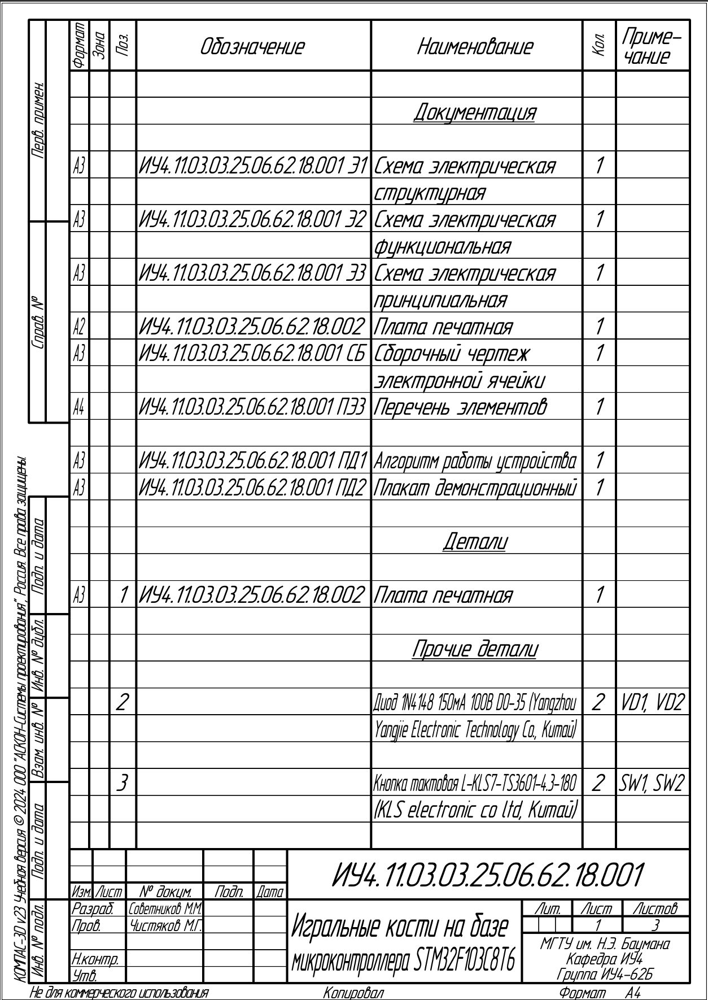 Формат Зона Поз. Обозначение Наименование Кол. Приме-
чание
Документация
А3 ИУ4.11.03.03.25.06.62.18.001 Э1 Схема электрическая 1
структурная
А3 ИУ4.11.03.03.25.06.62.18.001 Э2 Схема электрическая 1
функциональная
А3 ИУ4.11.03.03.25.06.62.18.001 Э3 Схема электрическая 1
принципиальная
А2 ИУ4.11.03.03.25.06.62.18.002 Плата печатная 1
А3 ИУ4.11.03.03.25.06.62.18.001 СБ Сборочный чертеж 1
электронной ячейки
А4 ИУ4.11.03.03.25.06.62.18.001 ПЭ3 Перечень элементов 1
А3 ИУ4.11.03.03.25.06.62.18.001 ПД1 Алгоритм работы устройства 1
А3 ИУ4.11.03.03.25.06.62.18.001 ПД2 Плакат демонстрационный 1
Детали
А3 1 ИУ4.11.03.03.25.06.62.18.002 Плата печатная 1
Прочие детали
2 Диод 1N4148 150мА 100В DO-35 (Yangzhou 2 VD1, VD2
Yangjie Electronic Technology Co., Китай)
3 Кнопка тактовая L-KLS7-TS3601-4.3-180 2 SW1, SW2
(KLS electronic co ltd, Китай)
Перв. примен.
Справ. №
Подп. и дата
Инв. № дубл.
Взам. инв. №
Подп. и дата
Инв. № подл.
КОМПАС-3D v23 Учебная версия © 2024 ООО "АСКОН-Системы проектирования", Россия. Все права защищены.
ИУ4.11.03.03.25.06.62.18.001
Изм. Лист № докум. Подп. Дата
Разраб. Советников М.М.
Пров. Чистяков М.Г.
Н.контр.
Утв.
Игральные кости на базе
микроконтроллера STM32F103C8T6
Лит. Лист Листов
1 3
МГТУ им. Н.Э. Баумана
Кафедра ИУ4
Группа ИУ4-62Б
Не для коммерческого использования Копировал Формат А4